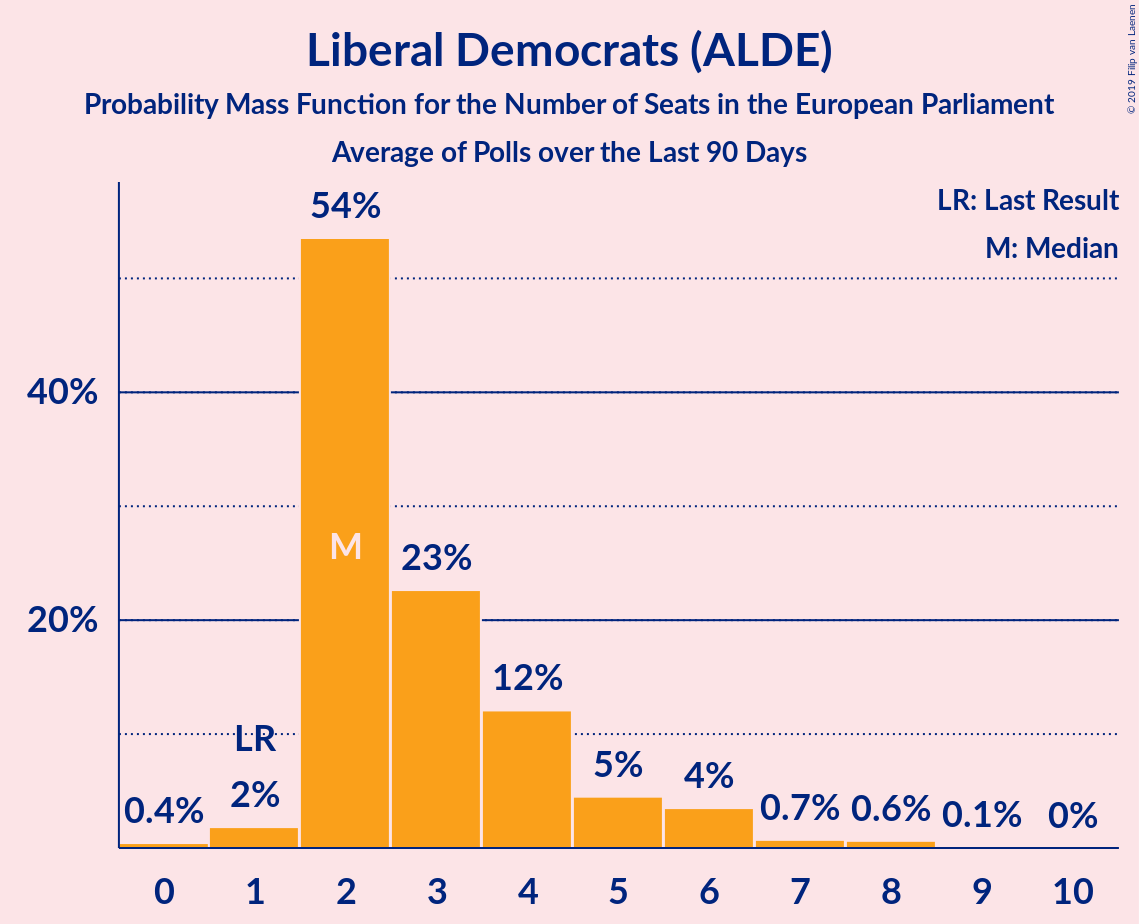 Liberal Democrats (ALDE)
Probability Mass Function for the Number of Seats in the European Parliament
Average of Polls over the Last 90 Days
© 2019 Filip van Laenen
LR: Last Result
M: Median
54%
40%
M
23%
20%
12%
LR
5%
4%
2%
0.4%
0.7%
0.6%
0.1%
0%
0 1 2 3 4 5 6 7 8 9 10